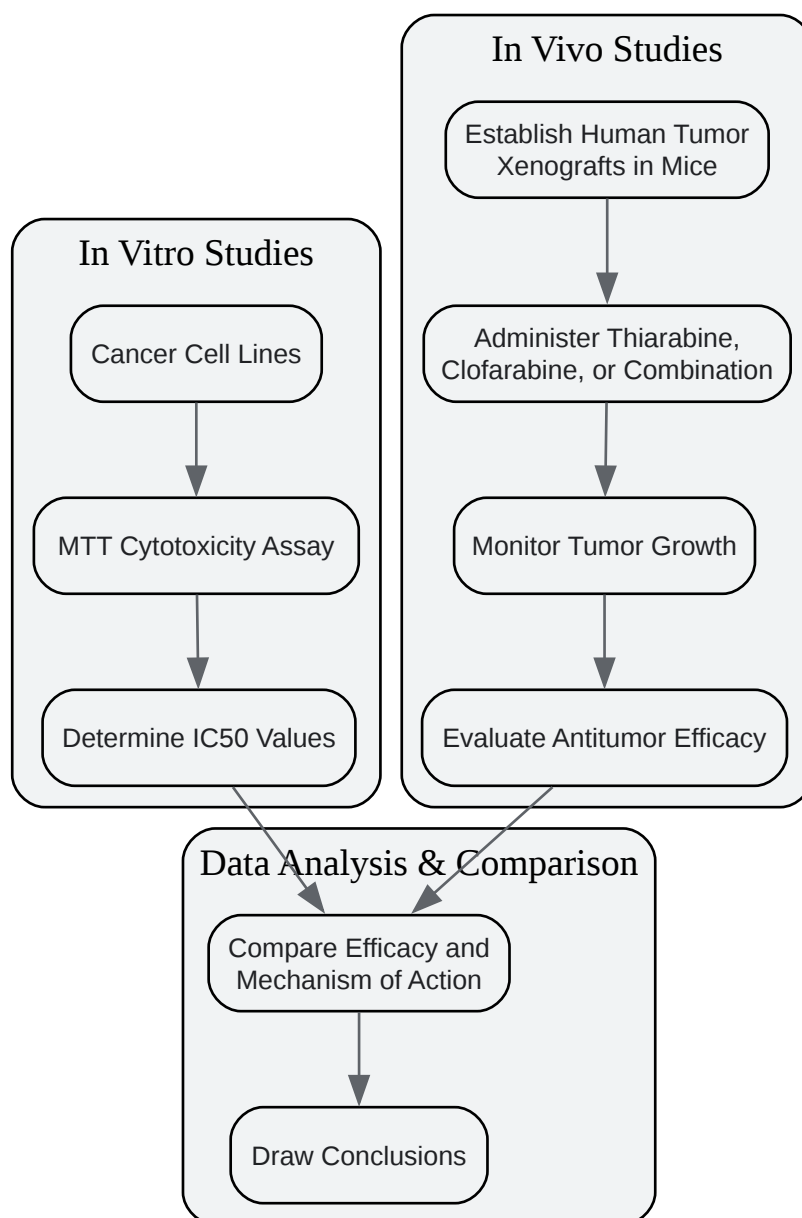 In Vitro Studies
Cancer Cell Lines
MTT Cytotoxicity Assay
Determine IC50 Values
In Vivo Studies
Establish Human Tumor
Xenografts in Mice
Administer Thiarabine,
Clofarabine, or Combination
Monitor Tumor Growth
Evaluate Antitumor Efficacy
Data Analysis & Comparison
Compare Efficacy and
Mechanism of Action
Draw Conclusions